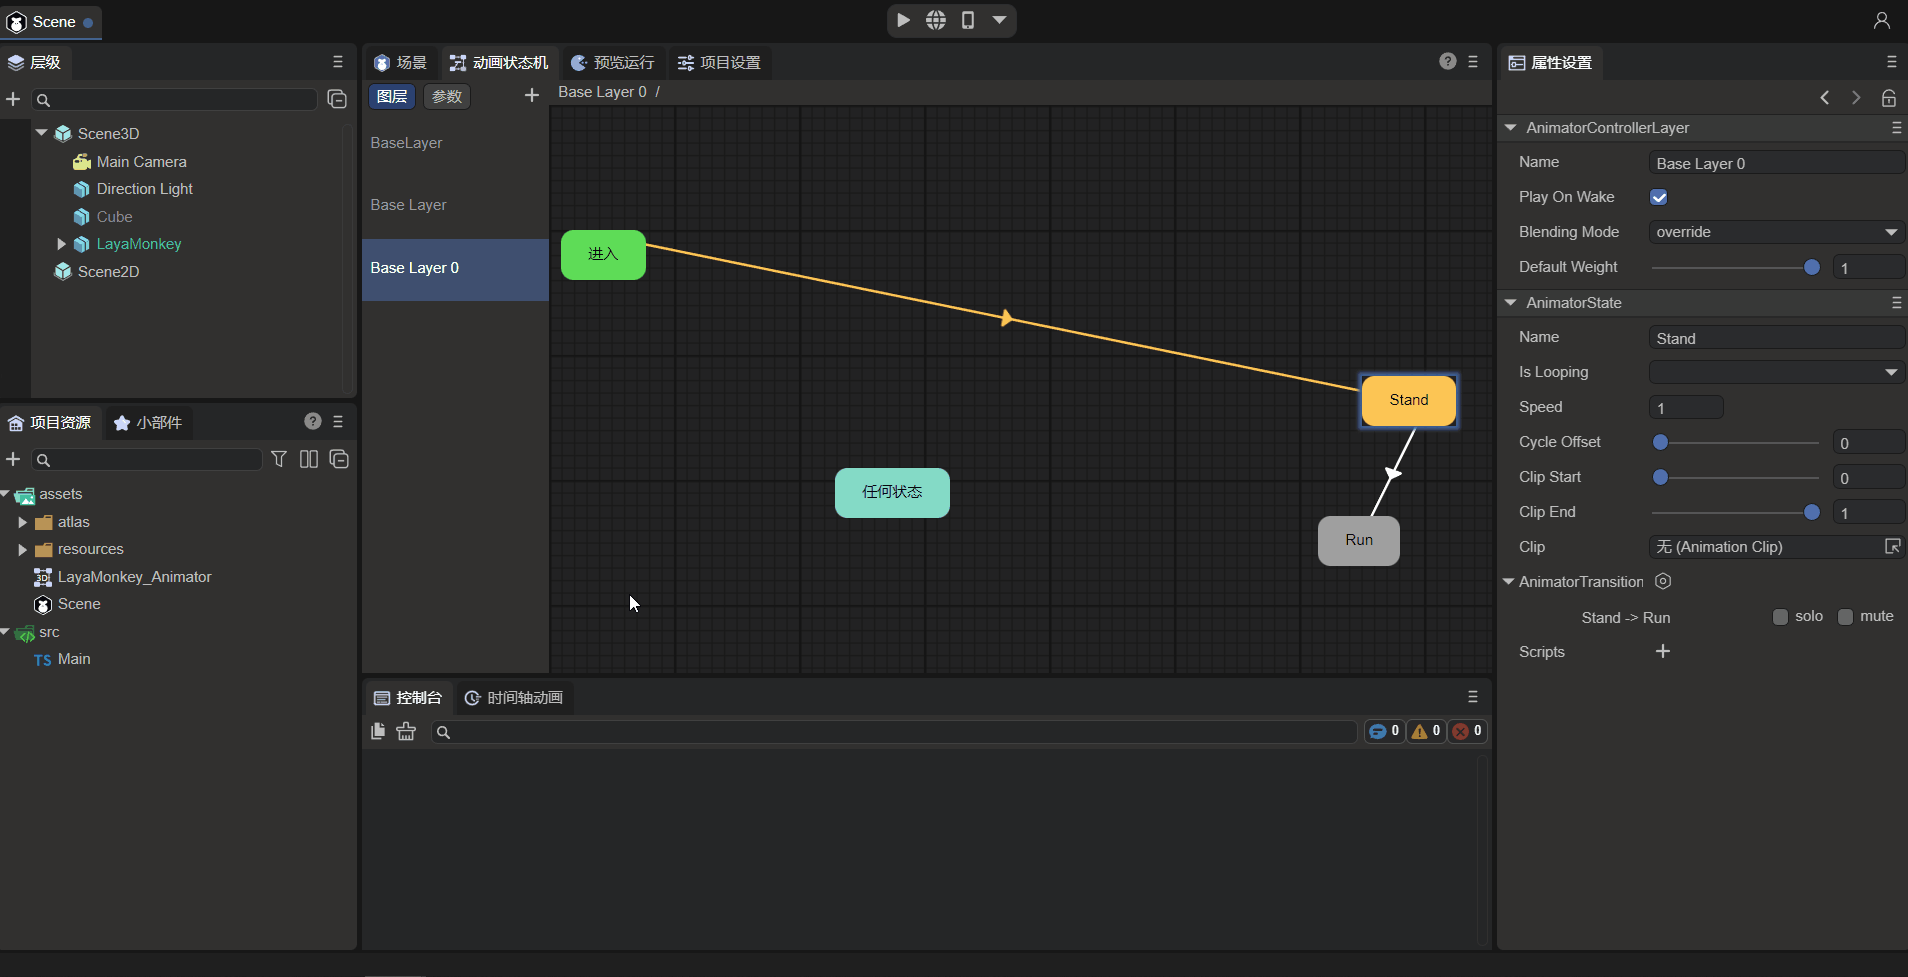 Scene
层级
Scene3D
Main Camera
Direction Light
Cube
LayaMonkey
Scene2D
项目资源
小部件
assets
atlas
resources
LayaMonkey_Animator
Scene
src
TS Main
场景
动画状态机
预览运行
项目设置
图层
参数
Base Layer 0 /
BaseLayer
Base Layer
Base Layer 0
进入
Stand
任何状态
Run
控制台
时间轴动画
0
0
0
属性设置
AnimatorControllerLayer
Name Base Layer 0
Play On Wake
Blending Mode override
Default Weight 1
AnimatorState
Name Stand
Is Looping
Speed 1
Cycle Offset 0
Clip Start 0
Clip End 1
Clip 无 (Animation Clip)
AnimatorTransition
Stand -> Run solo mute
Scripts